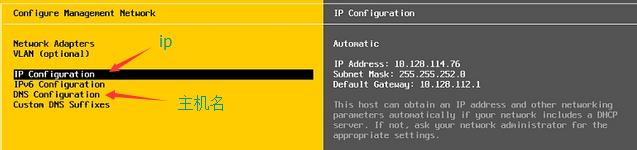 Configure Management Network
Network Adapters
VLAN (optional)
IP Configuration
IPv6 Configuration
DNS Configuration
Custom DNS Suffixes
ip
主机名
IP Configuration
Automatic
IP Address: 10.128.114.76
Subnet Mask: 255.255.252.0
Default Gateway: 10.128.112.1
This host can obtain an IP address and other networking
parameters automatically if your network includes a DHCP
server. If not, ask your network administrator for the
appropriate settings.